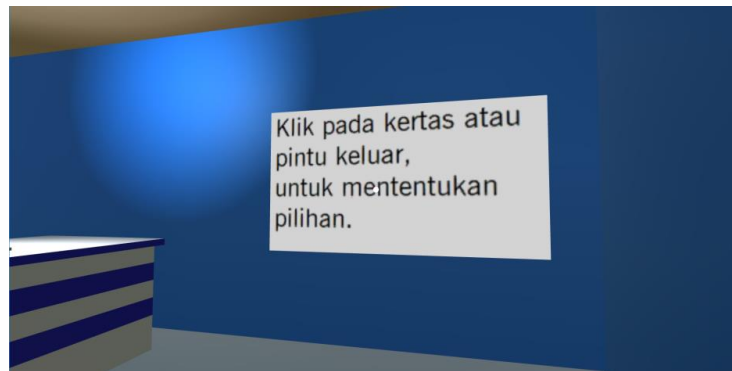 Klik pada kertas atau
pintu keluar,
untuk mententukan
pilihan.